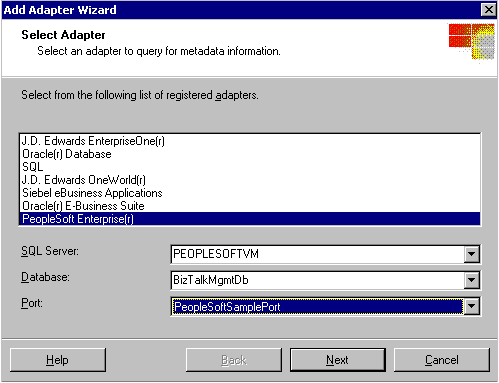 Add Adapter Wizard
Select Adapter
Select an adapter to query for metadata information.
Select from the following list of registered adapters.
J.D. Edwards EnterpriseOne(r)
Oracle(r) Database
SQL
J.D. Edwards OneWorld(r)
Siebel eBusiness Applications
Oracle(r) E-Business Suite
PeopleSoft Enterprise(r)
SQL Server: PEOPLESOFTVM
Database: BizTalkMgmtDb
Port: PeopleSoftSamplePort
Help Back Next Cancel